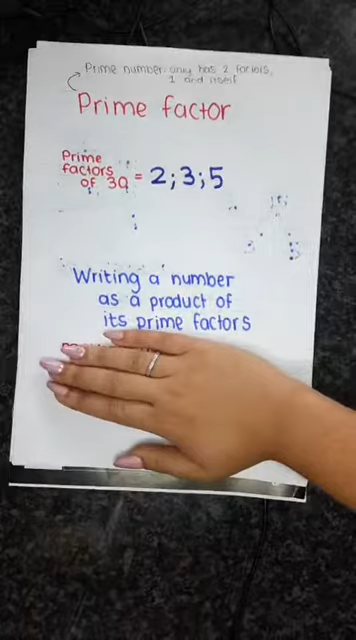 Prime number: only has 2 factors,
1 and itself
Prime factor
Prime
factors
of 30 = 2;3;5
Writing a number
as a product of
its prime factors